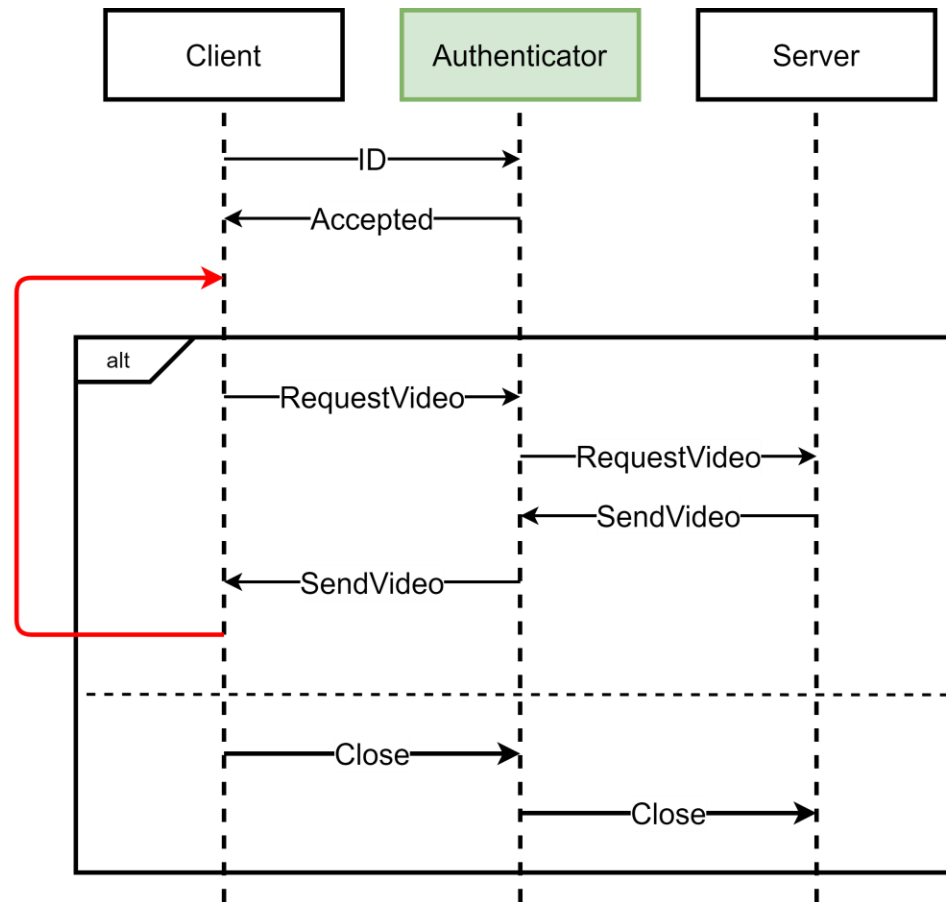 Client
Authenticator
Server
ID
Accepted
alt
RequestVideo
RequestVideo
SendVideo
SendVideo
Close
Close